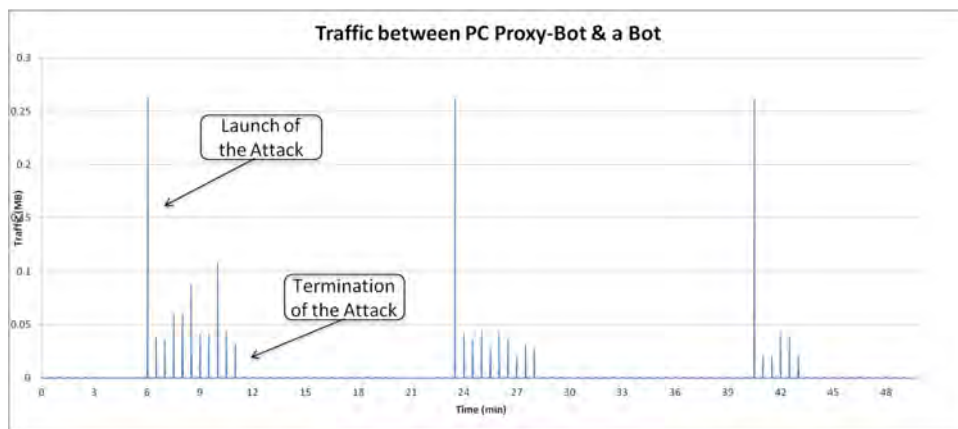 Traffic between PC Proxy-Bot & a Bot
0.3
0.25
0.2
0.15
0.1
0.05
0
Traffic (MB)
Launch of
the Attack
Termination
of the Attack
0 3 6 9 12 15 18 21 24 27 30 33 36 39 42 45 48
Time (min)